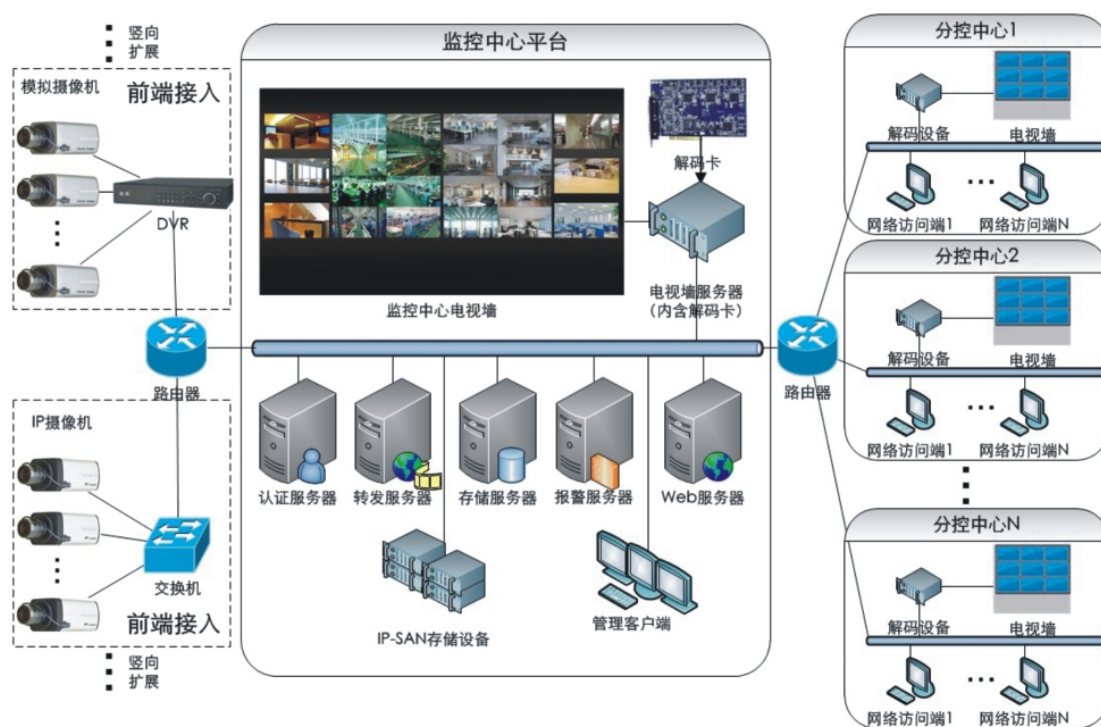 竖向
扩展
模拟摄像机
前端接入
DVR
路由器
IP摄像机
交换机
前端接入
竖向
扩展
监控中心平台
解码卡
监控中心电视墙
电视墙服务器
(内含解码卡)
认证服务器
转发服务器
存储服务器
报警服务器
Web服务器
IP-SAN存储设备
管理客户端
路由器
分控中心1
解码设备
电视墙
网络访问端1
网络访问端N
分控中心2
解码设备
电视墙
网络访问端1
网络访问端N
分控中心N
解码设备
电视墙
网络访问端1
网络访问端N